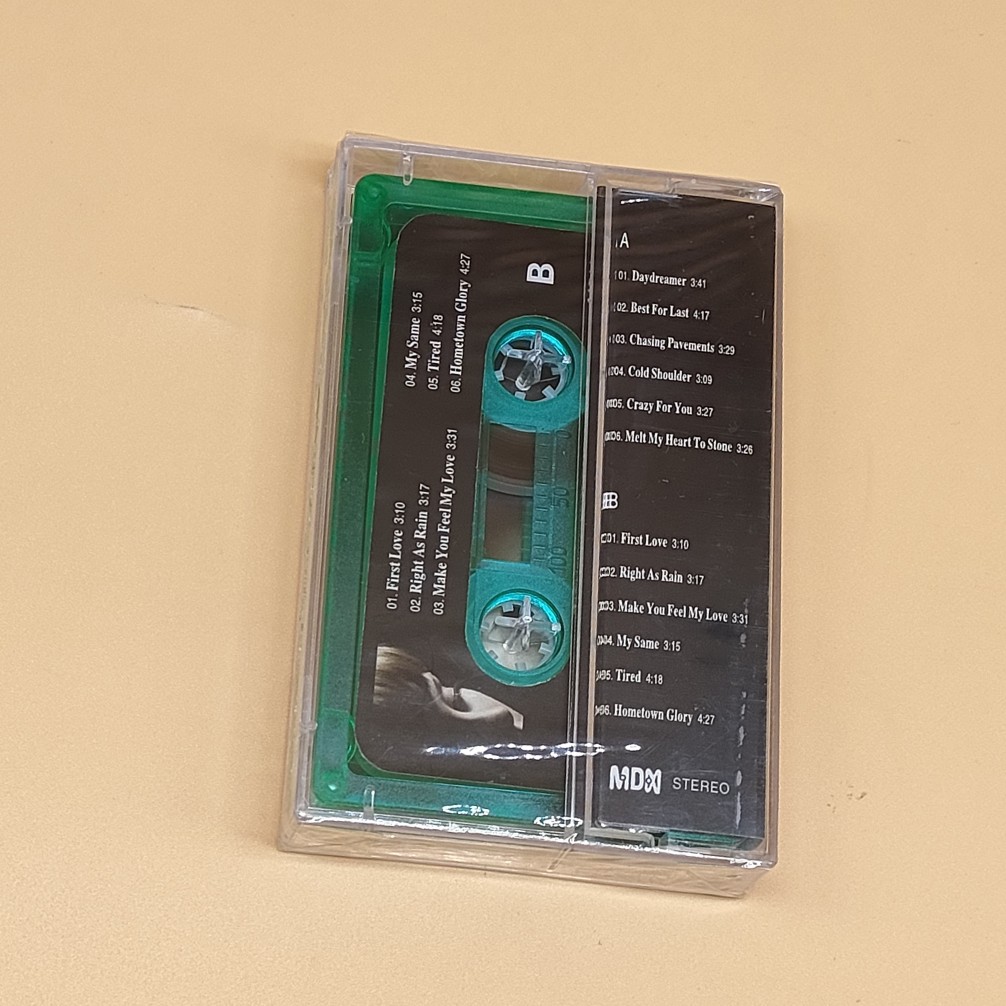 B
01. First Love 3:10
02. Right As Rain 3:17
03. Make You Feel My Love 3:31
04. My Same 3:15
05. Tired 4:18
06. Hometown Glory 4:27
50
A
01. Daydreamer 3:41
02. Best For Last 4:17
03. Chasing Pavements 3:29
04. Cold Shoulder 3:09
05. Crazy For You 3:27
06. Melt My Heart To Stone 3:26
B
01. First Love 3:10
02. Right As Rain 3:17
03. Make You Feel My Love 3:31
04. My Same 3:15
05. Tired 4:18
06. Hometown Glory 4:27
MDX STEREO